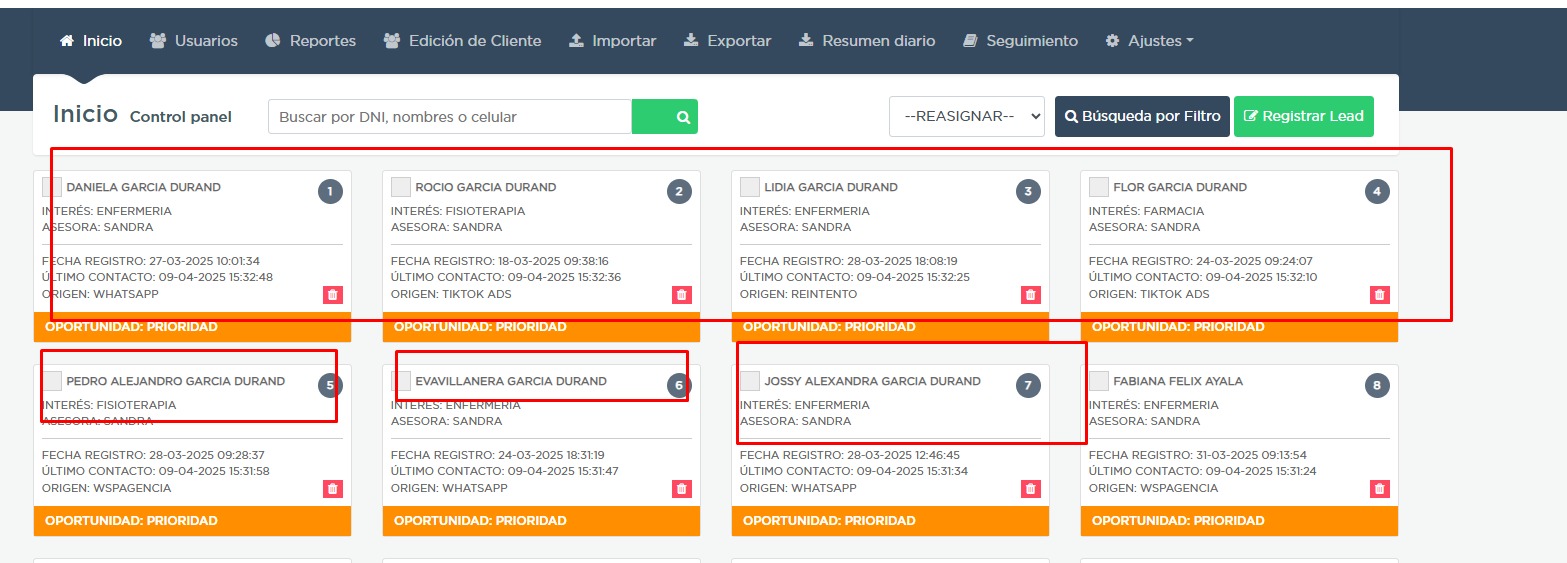 Inicio Usuarios Reportes Edición de Cliente Importar Exportar Resumen diario Seguimiento Ajustes
Inicio Control panel Buscar por DNI, nombres o celular --REASIGNAR-- Búsqueda por Filtro Registrar Lead
DANIELA GARCIA DURAND 1
INTERÉS: ENFERMERIA
ASESORA: SANDRA
FECHA REGISTRO: 27-03-2025 10:01:34
ÚLTIMO CONTACTO: 09-04-2025 15:32:48
ORIGEN: WHATSAPP
OPORTUNIDAD: PRIORIDAD
ROCIO GARCIA DURAND 2
INTERÉS: FISIOTERAPIA
ASESORA: SANDRA
FECHA REGISTRO: 18-03-2025 09:38:16
ÚLTIMO CONTACTO: 09-04-2025 15:32:36
ORIGEN: TIKTOK ADS
OPORTUNIDAD: PRIORIDAD
LIDIA GARCIA DURAND 3
INTERÉS: ENFERMERIA
ASESORA: SANDRA
FECHA REGISTRO: 28-03-2025 18:08:19
ÚLTIMO CONTACTO: 09-04-2025 15:32:25
ORIGEN: REINTENTO
OPORTUNIDAD: PRIORIDAD
FLOR GARCIA DURAND 4
INTERÉS: FARMACIA
ASESORA: SANDRA
FECHA REGISTRO: 24-03-2025 09:24:07
ÚLTIMO CONTACTO: 09-04-2025 15:32:10
ORIGEN: TIKTOK ADS
OPORTUNIDAD: PRIORIDAD
PEDRO ALEJANDRO GARCIA DURAND 5
INTERÉS: FISIOTERAPIA
ASESORA: SANDRA
FECHA REGISTRO: 28-03-2025 09:28:37
ÚLTIMO CONTACTO: 09-04-2025 15:31:58
ORIGEN: WSPAGENCIA
OPORTUNIDAD: PRIORIDAD
EVAVILLANERA GARCIA DURAND 6
INTERÉS: ENFERMERIA
ASESORA: SANDRA
FECHA REGISTRO: 24-03-2025 18:31:19
ÚLTIMO CONTACTO: 09-04-2025 15:31:47
ORIGEN: WHATSAPP
OPORTUNIDAD: PRIORIDAD
JOSSY ALEXANDRA GARCIA DURAND 7
INTERÉS: ENFERMERIA
ASESORA: SANDRA
FECHA REGISTRO: 28-03-2025 12:46:45
ÚLTIMO CONTACTO: 09-04-2025 15:31:34
ORIGEN: WHATSAPP
OPORTUNIDAD: PRIORIDAD
FABIANA FELIX AYALA 8
INTERÉS: ENFERMERIA
ASESORA: SANDRA
FECHA REGISTRO: 31-03-2025 09:13:54
ÚLTIMO CONTACTO: 09-04-2025 15:31:24
ORIGEN: WSPAGENCIA
OPORTUNIDAD: PRIORIDAD